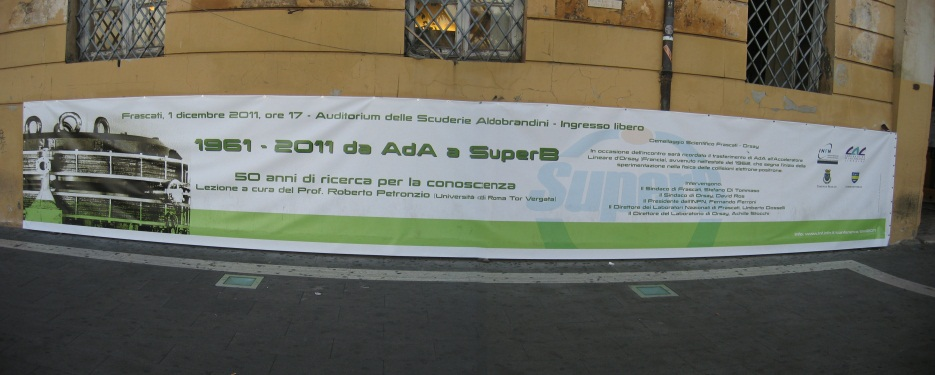 Frascati, 1 dicembre 2011, ore 17 - Auditorium delle Scuderie Aldobrandini - Ingresso libero
1961 - 2011 da AdA a SuperB
50 anni di ricerca per la conoscenza
Lezione a cura del Prof. Roberto Petronzio (Università di Roma Tor Vergata)
Super
Gemellaggio Scientifico Frascati - Orsay
In occasione dell'incontro sarà ricordato il trasferimento di AdA all'Acceleratore
Lineare d'Orsay (Francia), avvenuto nell'estate del 1962, che segnò l'inizio della
sperimentazione nella fisica delle collisioni elettrone-positrone.
Interverranno:
Il Sindaco di Frascati, Stefano Di Tommaso
Il Sindaco di Orsay, David Ros
Il Presidente dell'INFN, Fernando Ferroni
Il Direttore dei Laboratori Nazionali di Frascati, Umberto Dosselli
Il Direttore del Laboratorio di Orsay, Achille Stocchi
INFN
LAL